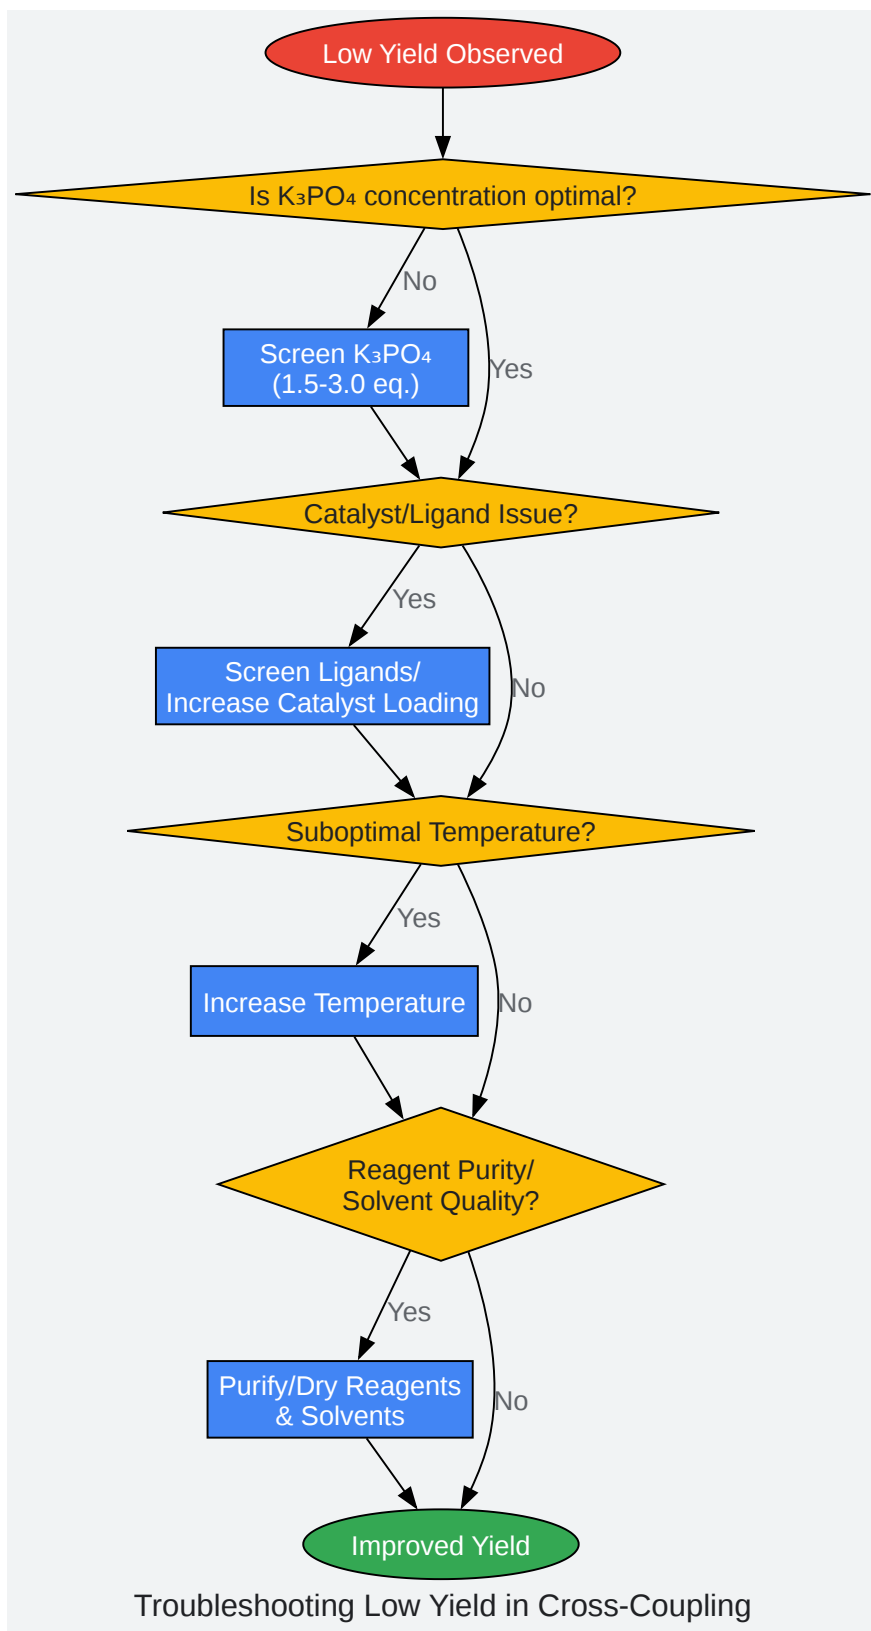 Low Yield Observed
Is K₃PO₄ concentration optimal?
No
Screen K₃PO₄
(1.5-3.0 eq.)
Yes
Catalyst/Ligand Issue?
Yes
Screen Ligands/
Increase Catalyst Loading
No
Suboptimal Temperature?
Yes
Increase Temperature
No
Reagent Purity/
Solvent Quality?
Yes
Purify/Dry Reagents
& Solvents
No
Improved Yield
Troubleshooting Low Yield in Cross-Coupling